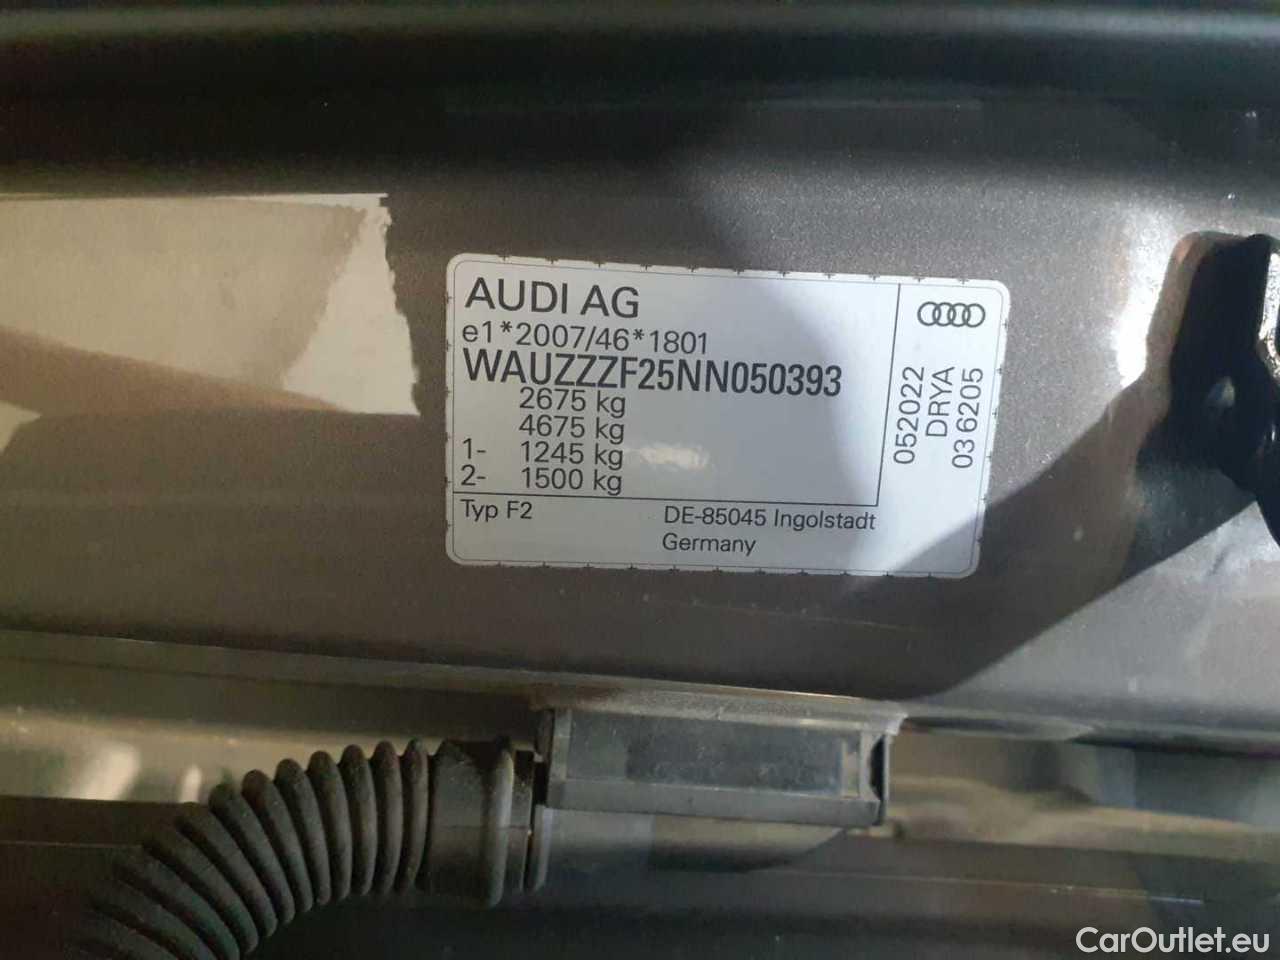 AUDI AG
e1*2007/46*1801
WAUZZZF25NN050393
2675 kg
4675 kg
1- 1245 kg
2- 1500 kg
Typ F2
DE-85045 Ingolstadt
Germany
052022
DRYA
03 6205
CarOutlet.eu